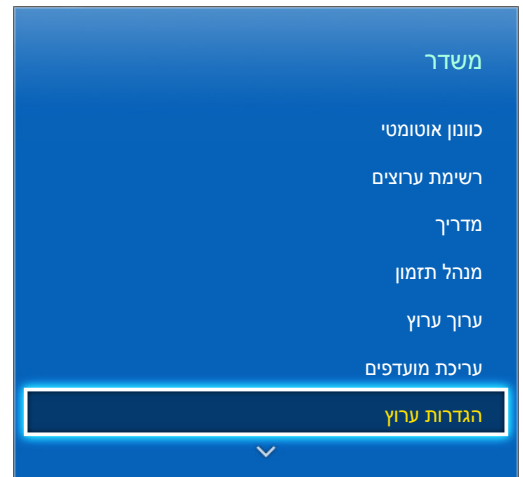 משדר
כוונון אוטומטי
רשימת ערוצים
מדריך
מנהל תזמון
ערוך ערוץ
עריכת מועדפים
הגדרות ערוץ